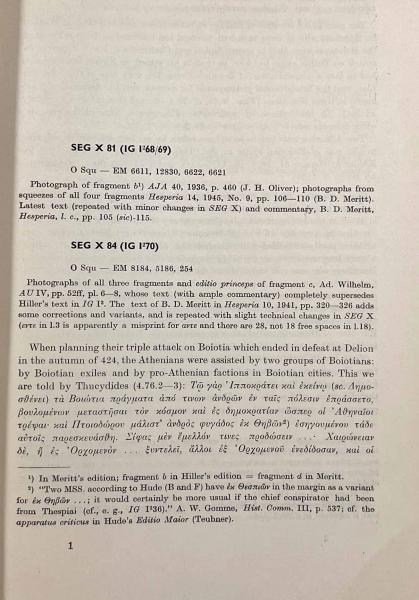 SEG X 81 (IG I²68/69)
O Squ — EM 6611, 12830, 6622, 6621
Photograph of fragment b¹) AJA 40, 1936, p. 460 (J. H. Oliver); photographs from
squeezes of all four fragments Hesperia 14, 1945, No. 9, pp. 106—110 (B. D. Meritt).
Latest text (repeated with minor changes in SEG X) and commentary, B. D. Meritt,
Hesperia, l. c., pp. 105 (sic)-115.
SEG X 84 (IG I²70)
O Squ — EM 8184, 5186, 254
Photographs of all three fragments and editio princeps of fragment c, Ad. Wilhelm,
AU IV, pp. 52ff, pl. 6—8, whose text (with ample commentary) completely supersedes
Hiller's text in IG I². The text of B. D. Meritt in Hesperia 10, 1941, pp. 320—326 adds
some corrections and variants, and is repeated with slight technical changes in SEG X
in 1.3 is apparently a misprint for and there are 28, not 18 free spaces in 1.18).
When planning their triple attack on Boiotia which ended in defeat at Delion
in the autumn of 424, the Athenians were assisted by two groups of Boiotians:
by Boiotian exiles and by pro-Athenian factions in Boiotian cities. This we
are told by Thucydides (4.76.2—3): Τῷ γὰρ Ἱπποκράτει καὶ ἐκείνῳ (sc. Δημο-
σθένει) τὰ Βοιώτια πράγματα ἀπό τινων ἀνδρῶν ἐν ταῖς πόλεσιν ἐπράσσετο,
βουλομένων μεταστῆσαι τὸν κόσμον καὶ ἐς δημοκρατίαν ὥσπερ οἱ Ἀθηναῖοι
τρέψαι· καὶ Πτοιοδώρου μάλιστ' ἀνδρὸς φυγάδος ἐκ Θηβῶν²) ἐσηγουμένου τάδε
αὐτοῖς παρεσκευάσθη. Σίφας μὲν ἔμελλόν τινες προδώσειν ...· Χαιρώνειαν
δέ, ἣ ἐς Ὀρχομενὸν ... ξυντελεῖ, ἄλλοι ἐξ Ὀρχομενοῦ ἐνεδίδοσαν, καὶ οἱ
¹) In Meritt's edition; fragment b in Hiller's edition = fragment d in Meritt.
²) "Two MSS. according to Hude (B and F) have ἐκ Θεσπιῶν in the margin as a variant
for ἐκ Θηβῶν ...; it would certainly be more usual if the chief conspirator had been
from Thespiai (cf., e. g., IG I²36)." A. W. Gomme, Hist. Comm. III, p. 537; cf. the
apparatus criticus in Hude's Editio Maior (Teubner).
1